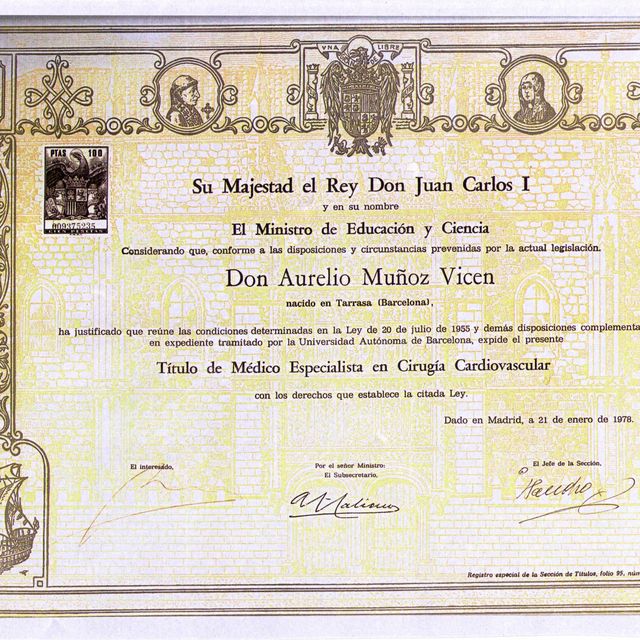 VNA LIBRE
PTAS 100
009375235
Su Majestad el Rey Don Juan Carlos I
y en su nombre
El Ministro de Educación y Ciencia
Considerando que, conforme a las disposiciones y circunstancias prevenidas por la actual legislación.
Don Aurelio Muñoz Vicen
nacido en Tarrasa (Barcelona),
ha justificado que reúne las condiciones determinadas en la Ley de 20 de julio de 1955 y demás disposiciones complementa
en expediente tramitado por la Universidad Autónoma de Barcelona, expide el presente
Título de Médico Especialista en Cirugía Cardiovascular
con los derechos que establece la citada Ley.
Dado en Madrid, a 21 de enero de 1978.
El interesado,
Por el señor Ministro:
El Subsecretario,
El Jefe de la Sección,
Registro especial de la Sección de Títulos, folio 95, núm